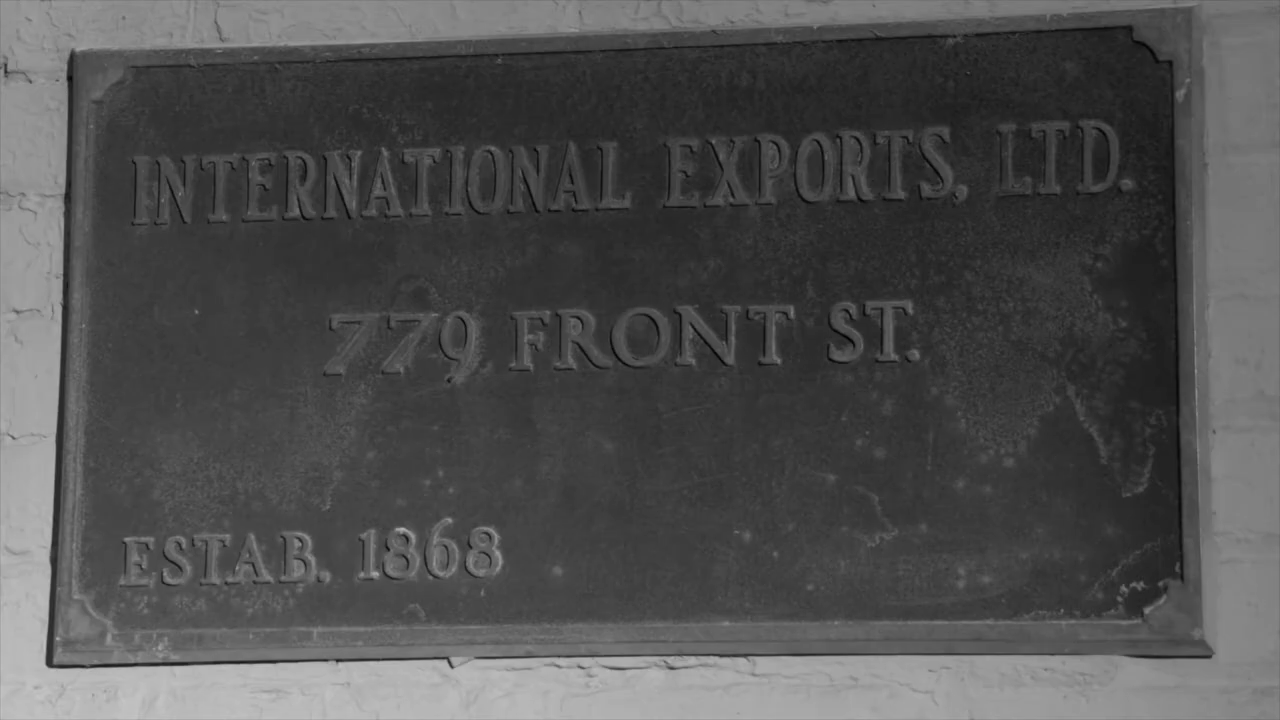 INTERNATIONAL EXPORTS, LTD.
779 FRONT ST.
ESTAB. 1868